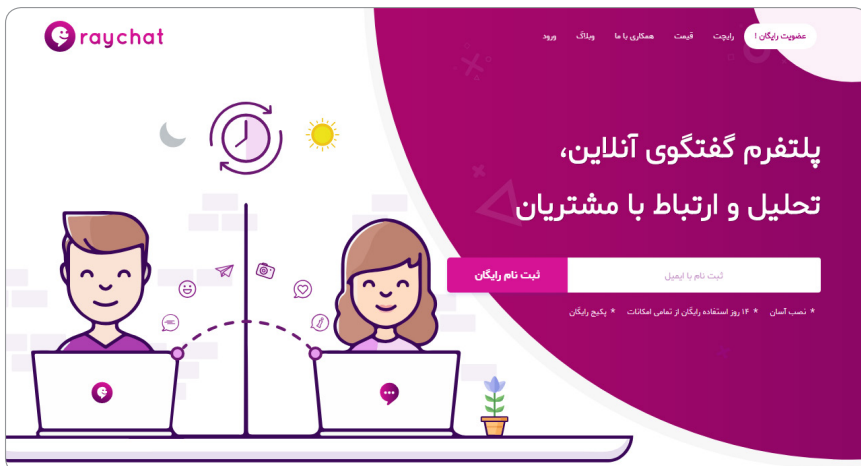 raychat
عضویت رایگان !
رایچت
قیمت
همکاری با ما
وبلاگ
ورود
پلتفرم گفتگوی آنلاین،
تحلیل و ارتباط با مشتریان
ثبت نام با ایمیل
ثبت نام رایگان
* نصب آسان * ۱۴ روز استفاده رایگان از تمامی امکانات * پکیج رایگان